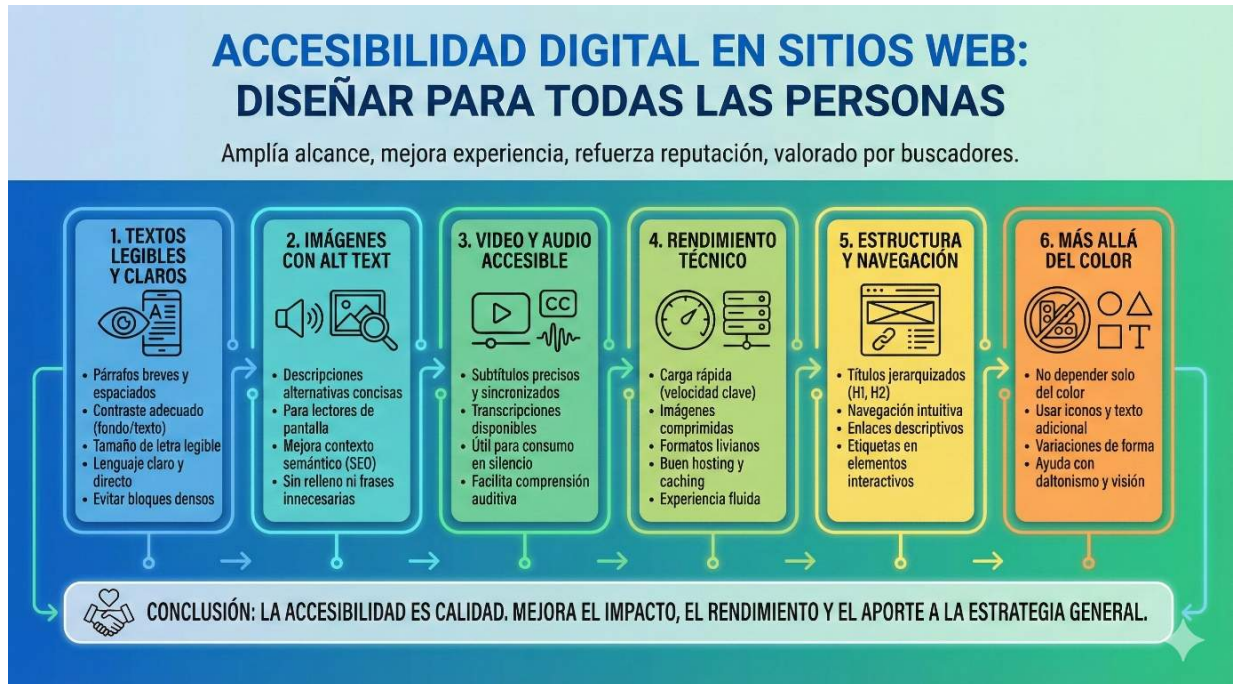 ACCESIBILIDAD DIGITAL EN SITIOS WEB:
DISEÑAR PARA TODAS LAS PERSONAS
Amplía alcance, mejora experiencia, refuerza reputación, valorado por buscadores.
1. TEXTOS
LEGIBLES
Y CLAROS
A
• Párrafos breves y
espaciados
• Contraste adecuado
(fondo/texto)
• Tamaño de letra legible
• Lenguaje claro y
directo
• Evitar bloques densos
2. IMÁGENES
CON ALT TEXT
• Descripciones
alternativas concisas
• Para lectores de
pantalla
• Mejora contexto
semántico (SEO)
• Sin relleno ni frases
innecesarias
3. VIDEO Y AUDIO
ACCESIBLE
CC
• Subtítulos precisos
y sincronizados
• Transcripciones
disponibles
• Útil para consumo
en silencio
• Facilita comprensión
auditiva
4. RENDIMIENTO
TÉCNICO
• Carga rápida
(velocidad clave)
• Imágenes
comprimidas
• Formatos livianos
• Buen hosting y
caching
• Experiencia fluida
5. ESTRUCTURA
Y NAVEGACIÓN
• Títulos jerarquizados
(H1, H2)
• Navegación intuitiva
• Enlaces descriptivos
• Etiquetas en
elementos
interactivos
6. MÁS ALLÁ
DEL COLOR
T
• No depender solo
del color
• Usar iconos y texto
adicional
• Variaciones de forma
• Ayuda con
daltonismo y visión
CONCLUSIÓN: LA ACCESIBILIDAD ES CALIDAD. MEJORA EL IMPACTO, EL RENDIMIENTO Y EL APORTE A LA ESTRATEGIA GENERAL.